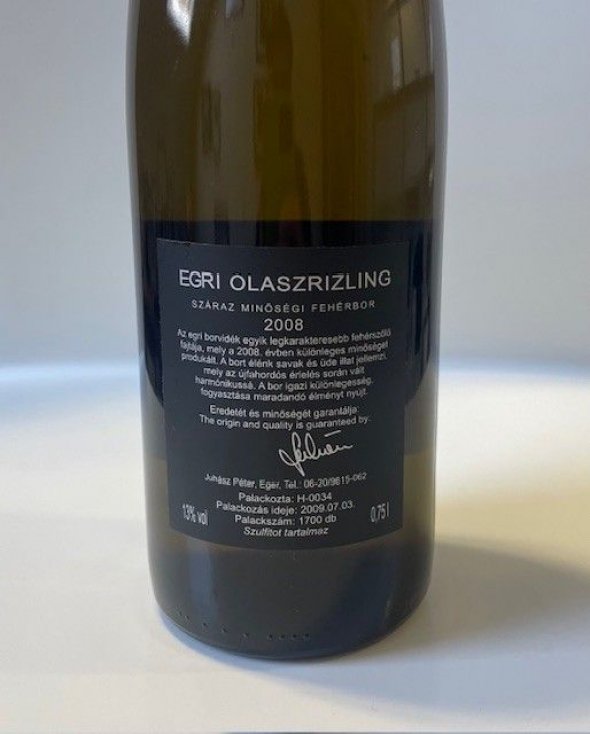 EGRI OLASZRIZLING
SZÁRAZ MINŐSÉGI FEHÉRBOR
2008
Az egri borvidék egyik legkarakteresebb fehérszőlő
fajtája, mely a 2008. évben különleges minőséget
produkált. A bort élénk savak és üde illat jellemzi,
mely az újfahordós érlelés során vált
harmónikussá. A bor igazi különlegesség,
fogyasztása maradandó élményt nyújt.
Eredetét és minőségét garantálja:
The origin and quality is guaranteed by:
Juhász Péter, Eger, Tel.: 06-20/9615-062
Palackozta: H-0034
Palackozás ideje: 2009.07.03.
13% vol
Palackszám: 1700 db
0,75 l
Szulfitot tartalmaz